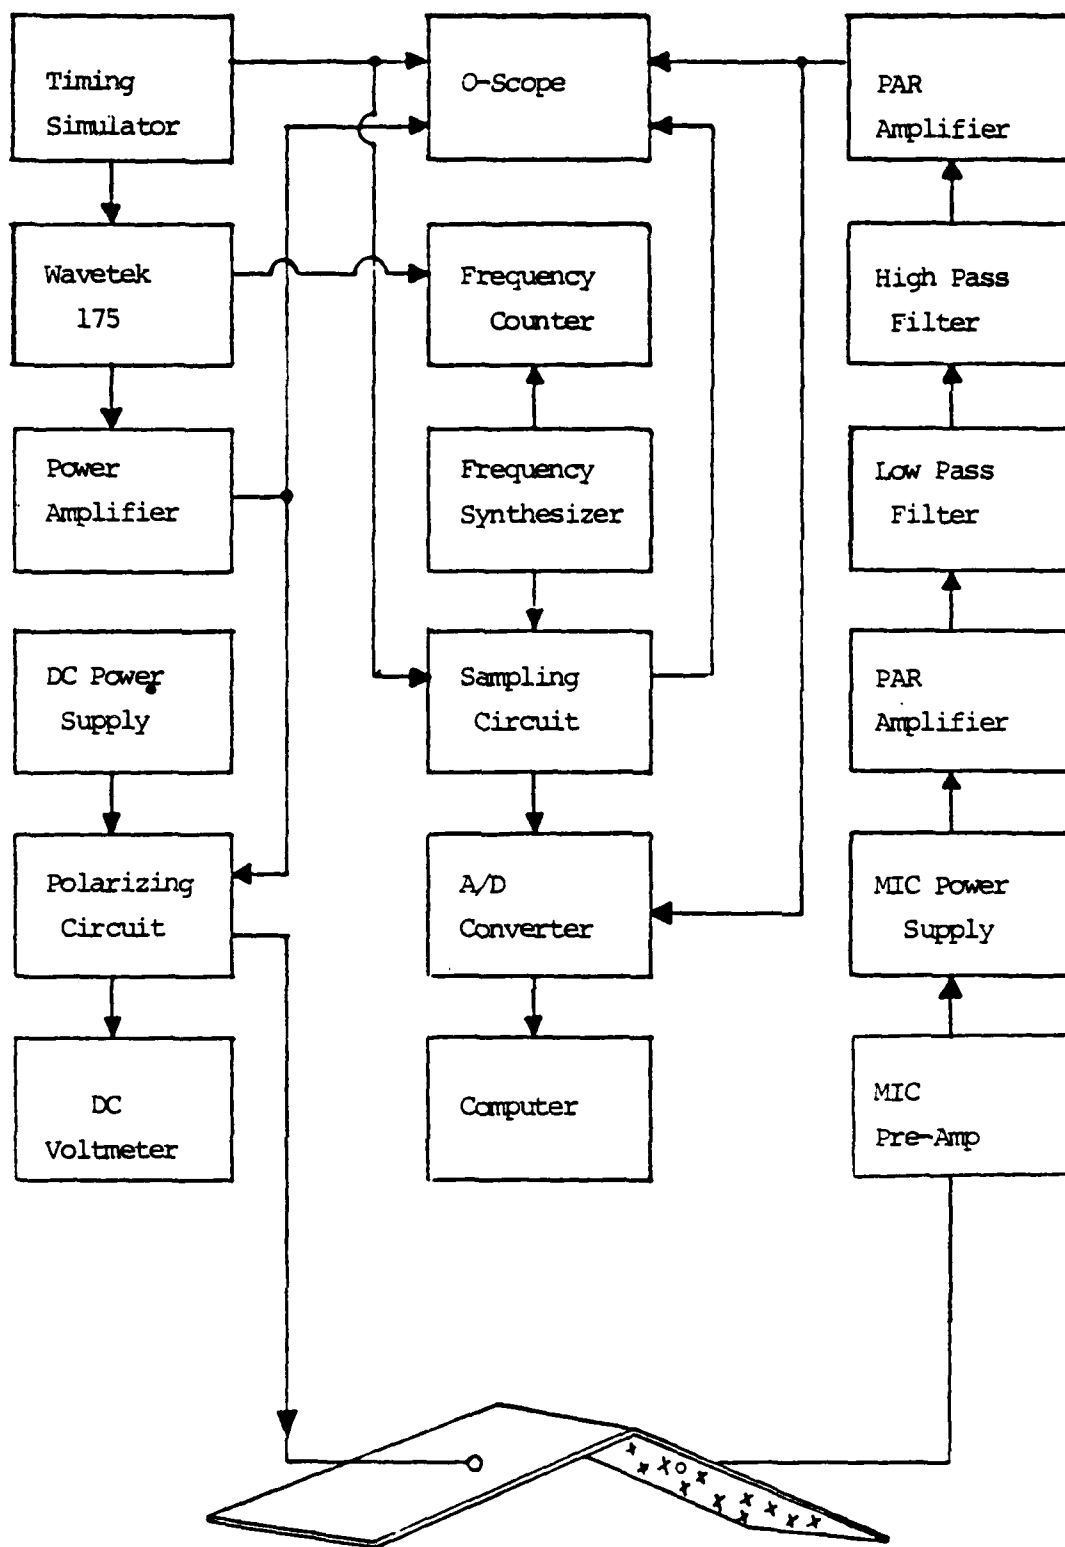 Timing
Simulator
O-Scope
PAR
Amplifier
Wavetek
175
Frequency
Counter
High Pass
Filter
Power
Amplifier
Frequency
Synthesizer
Low Pass
Filter
DC Power
Supply
Sampling
Circuit
PAR
Amplifier
Polarizing
Circuit
A/D
Converter
MIC Power
Supply
DC
Voltmeter
Computer
MIC
Pre-Amp